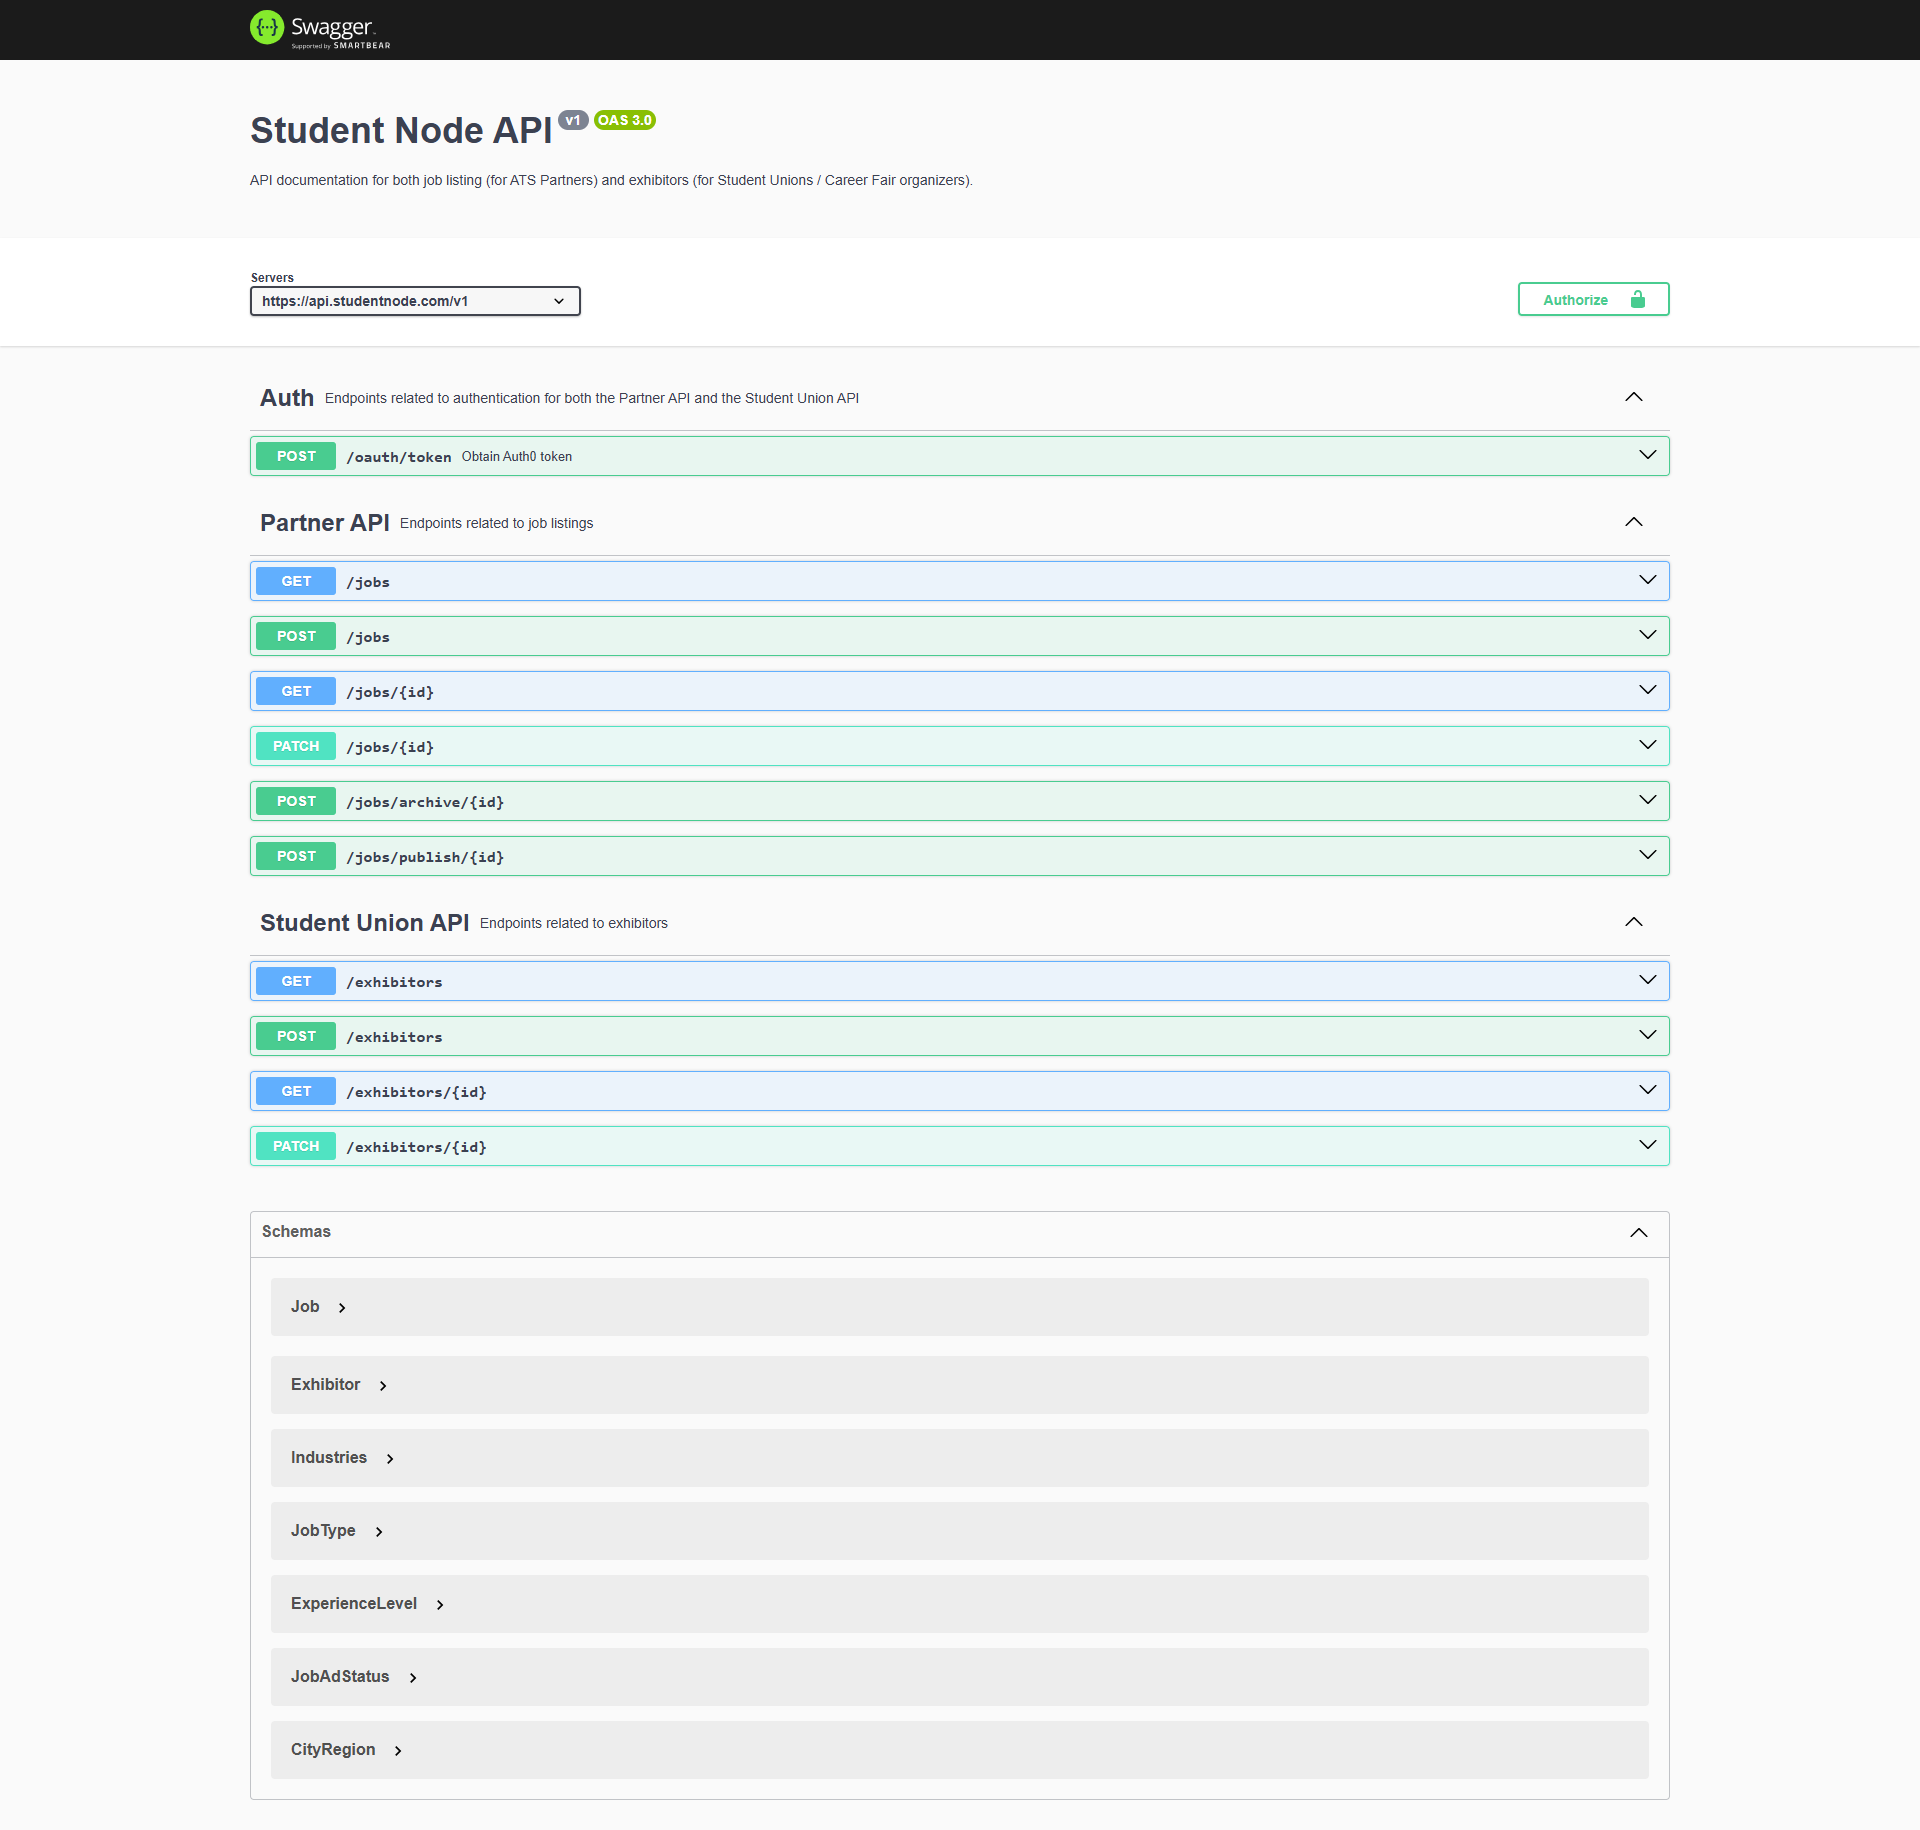 Swagger
Supported by SMARTBEAR
Student Node API v1 OAS 3.0
API documentation for both job listing (for ATS Partners) and exhibitors (for Student Unions / Career Fair organizers).
Servers
https://api.studentnode.com/v1
Authorize
Auth Endpoints related to authentication for both the Partner API and the Student Union API
POST /oauth/token Obtain Auth0 token
Partner API Endpoints related to job listings
GET /jobs
POST /jobs
GET /jobs/{id}
PATCH /jobs/{id}
POST /jobs/archive/{id}
POST /jobs/publish/{id}
Student Union API Endpoints related to exhibitors
GET /exhibitors
POST /exhibitors
GET /exhibitors/{id}
PATCH /exhibitors/{id}
Schemas
Job
Exhibitor
Industries
JobType
ExperienceLevel
JobAdStatus
CityRegion